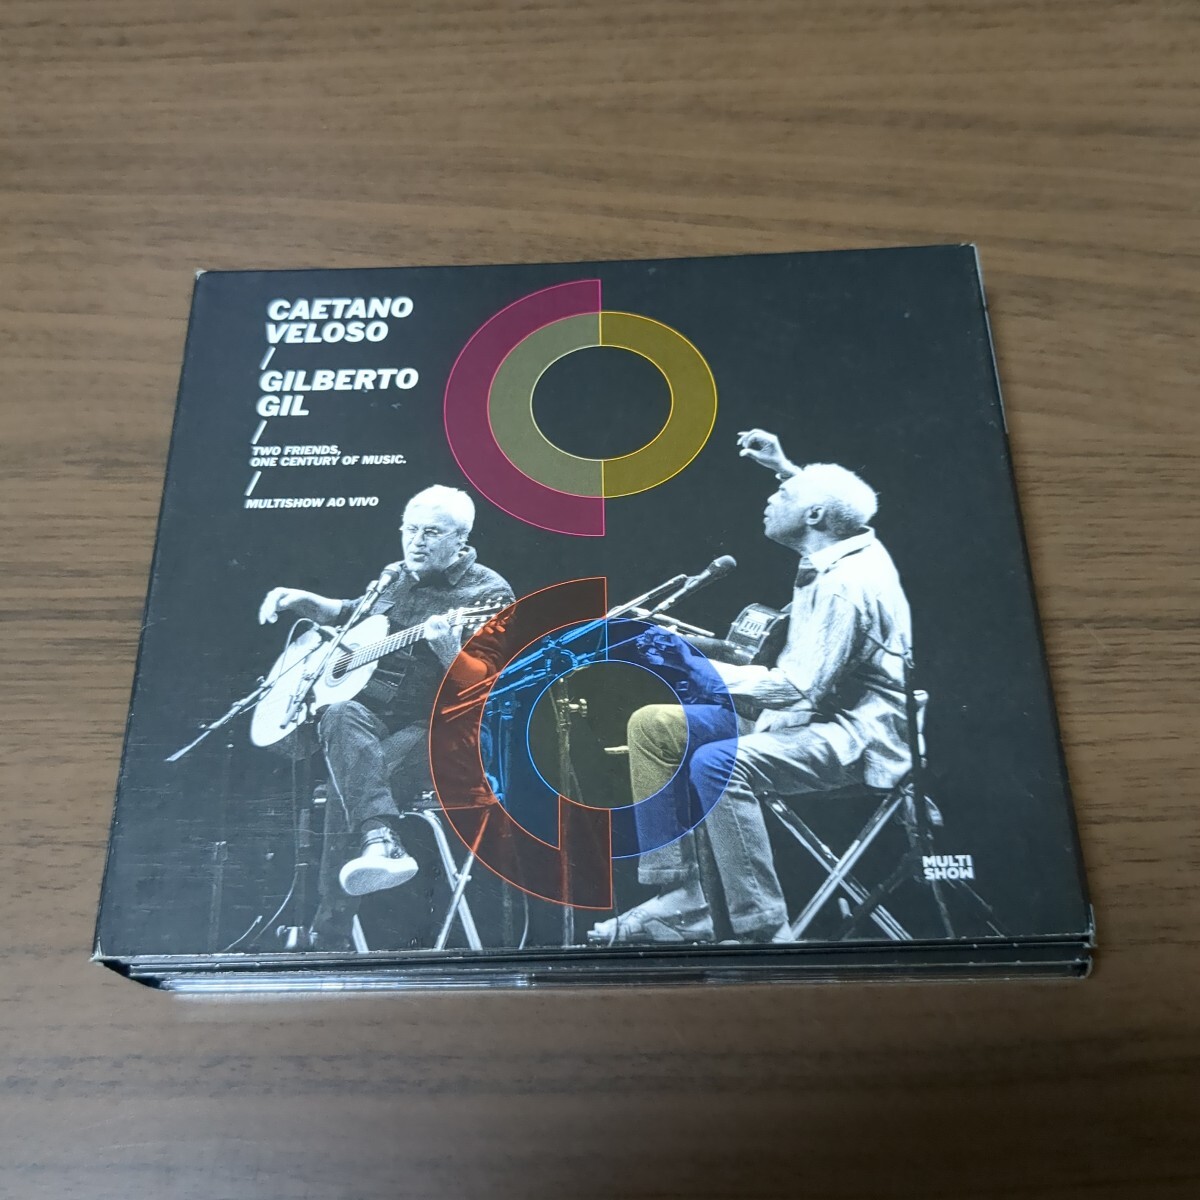 CAETANO
VELOSO
/
GILBERTO
GIL
/
TWO FRIENDS,
ONE CENTURY OF MUSIC.
/
MULTISHOW AO VIVO
MULTI
SHOW